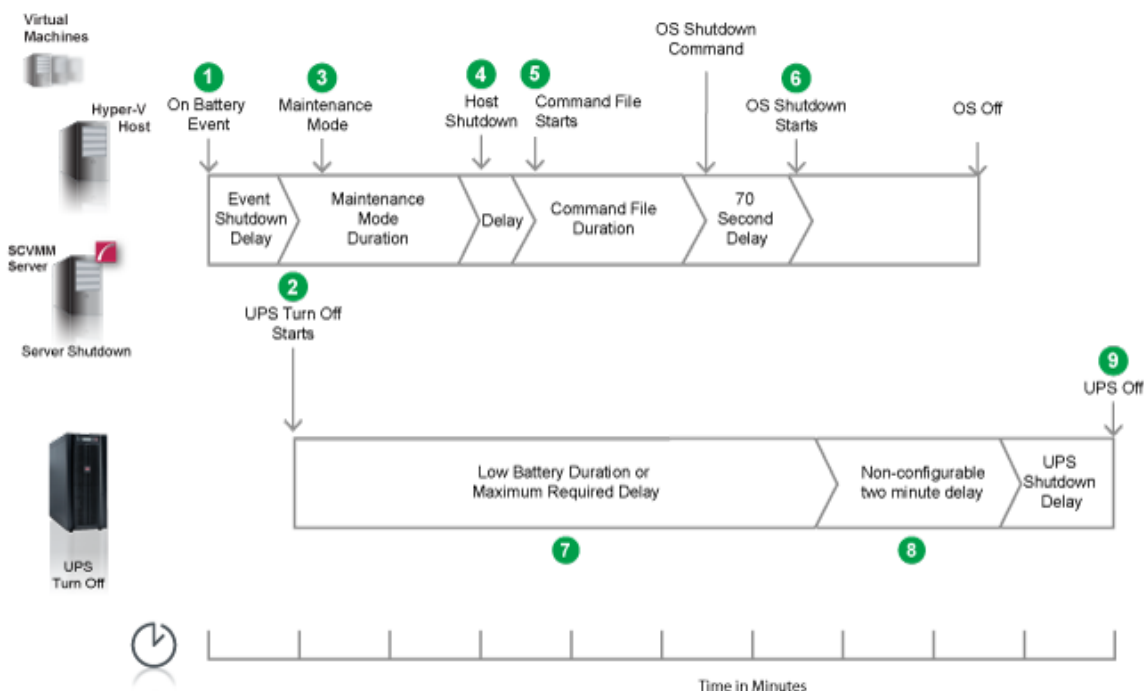 Virtual
Machines
Hyper-V
Host
1
On Battery
Event
3
Maintenance
Mode
4
Host
Shutdown
5
Command File
Starts
OS Shutdown
Command
6
OS Shutdown
Starts
OS Off
Event
Shutdown
Delay
Maintenance
Mode
Duration
Delay
Command File
Duration
70
Second
Delay
SCVMM
Server
Server Shutdown
2
UPS Turn Off
Starts
9
UPS Off
Low Battery Duration or
Maximum Required Delay
Non-configurable
two minute delay
UPS
Shutdown
Delay
7
8
UPS
Turn Off
Time in Minutes